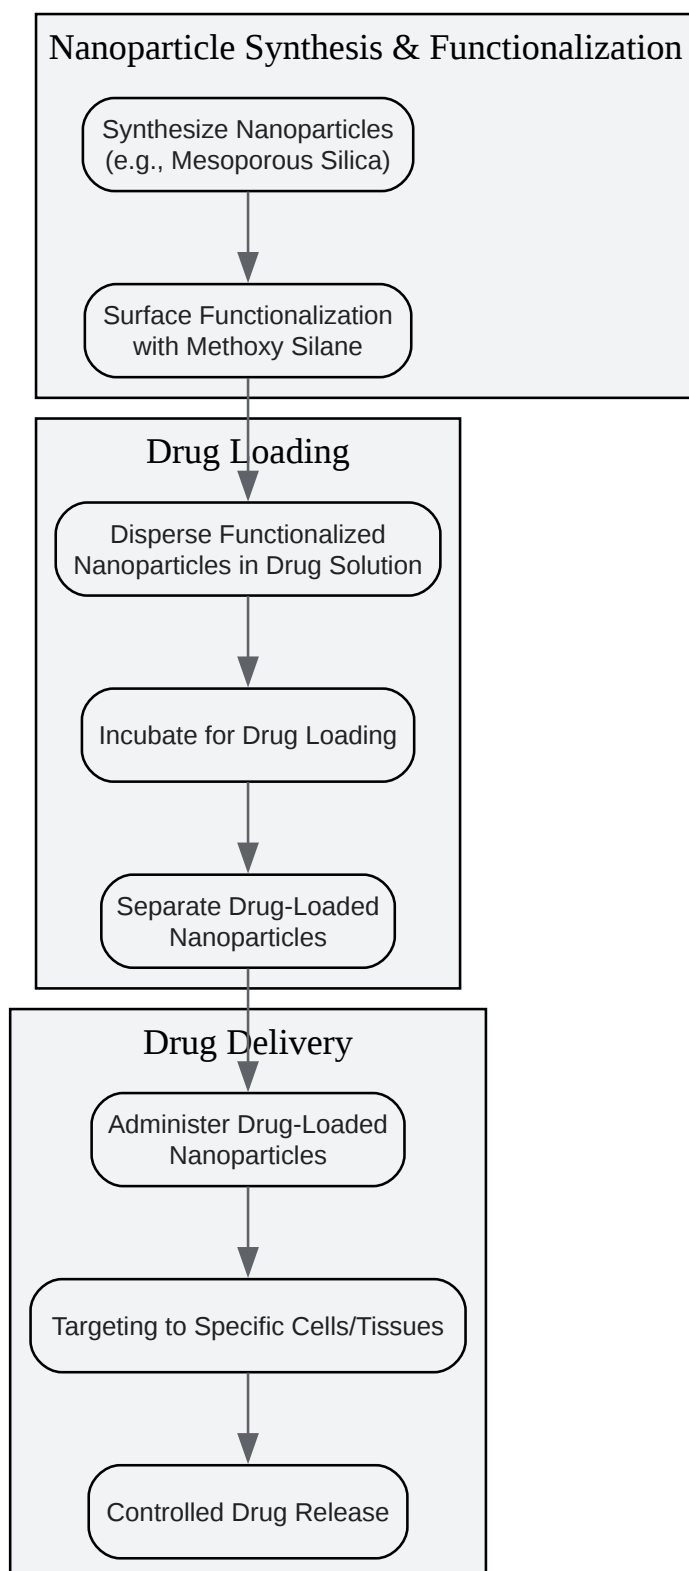 Nanoparticle Synthesis & Functionalization
Synthesize Nanoparticles
(e.g., Mesoporous Silica)
Surface Functionalization
with Methoxy Silane
Drug Loading
Disperse Functionalized
Nanoparticles in Drug Solution
Incubate for Drug Loading
Separate Drug-Loaded
Nanoparticles
Drug Delivery
Administer Drug-Loaded
Nanoparticles
Targeting to Specific Cells/Tissues
Controlled Drug Release